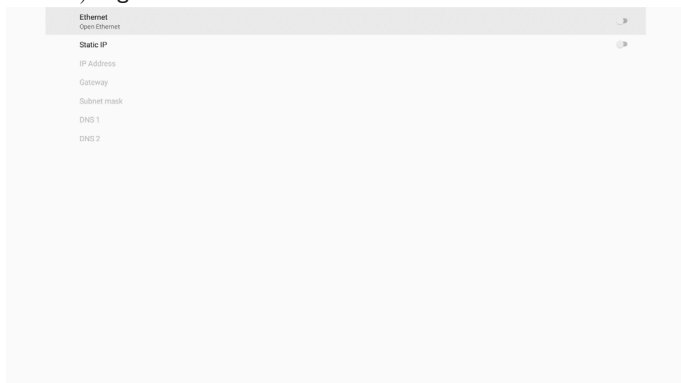 Ethernet
Open Ethernet
Static IP
IP Address
Gateway
Subnet mask
DNS 1
DNS 2